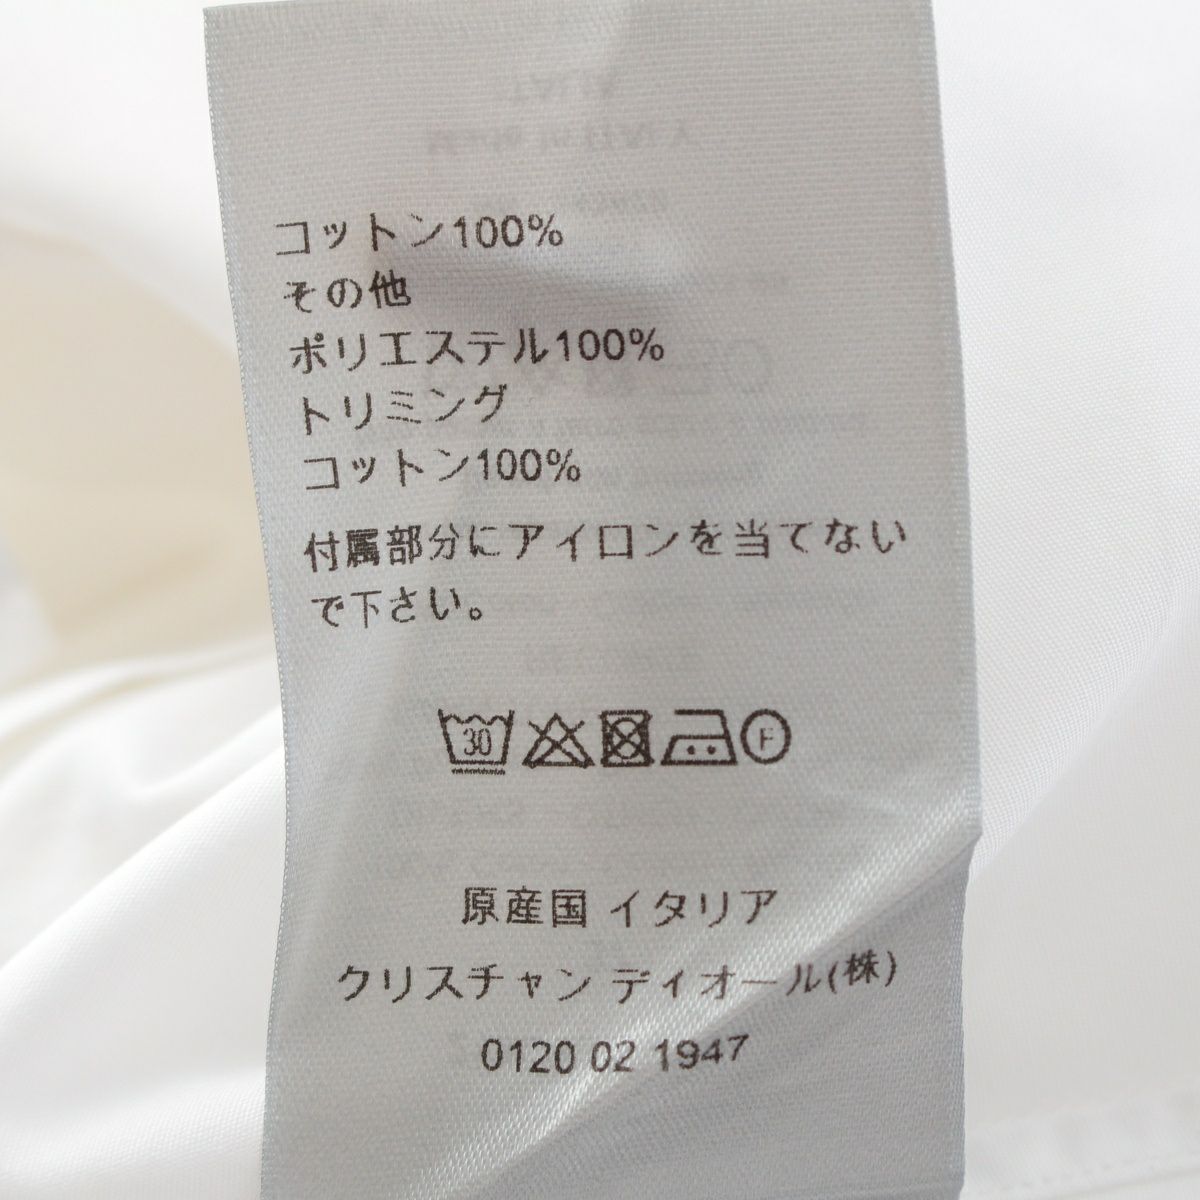 コットン100%
その他
ポリエステル100%
トリミング
コットン100%
付属部分にアイロンを当てない
で下さい。
30 F
原産国 イタリア
クリスチャン ディオール(株)
0120 02 1947